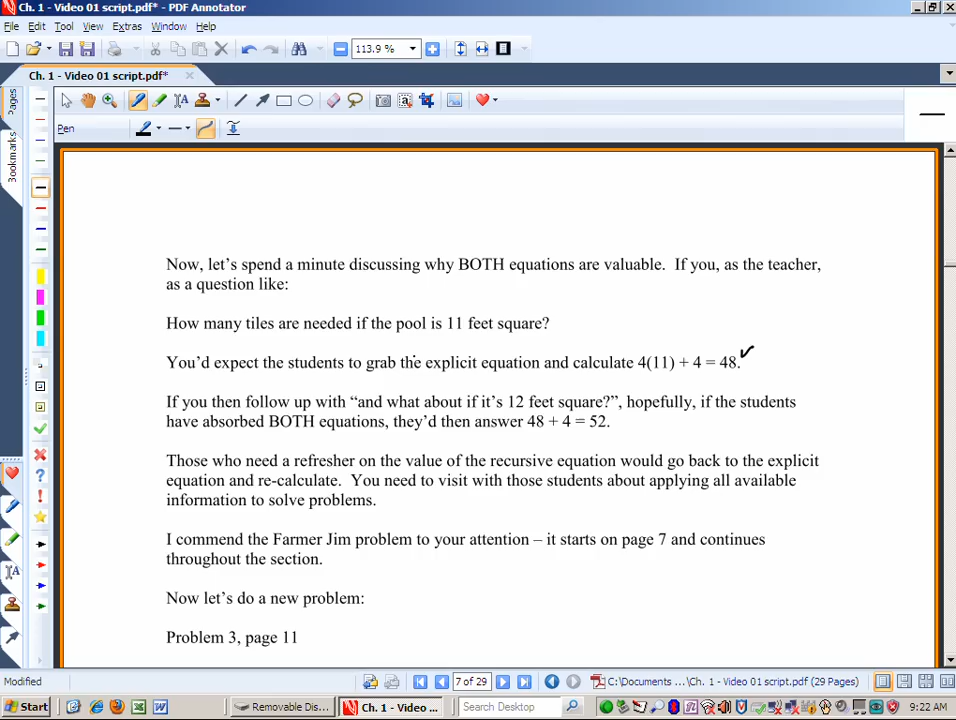 Ch. 1 - Video 01 script.pdf* - PDF Annotator
File Edit Tool View Extras Window Help
113.9 %
Ch. 1 - Video 01 script.pdf*
Pages
Bookmarks
Pen
Now, let's spend a minute discussing why BOTH equations are valuable. If you, as the teacher,
as a question like:
How many tiles are needed if the pool is 11 feet square?
You'd expect the students to grab the explicit equation and calculate 4(11) + 4 = 48.
If you then follow up with “and what about if it's 12 feet square?”, hopefully, if the students
have absorbed BOTH equations, they'd then answer 48 + 4 = 52.
Those who need a refresher on the value of the recursive equation would go back to the explicit
equation and re-calculate. You need to visit with those students about applying all available
information to solve problems.
I commend the Farmer Jim problem to your attention – it starts on page 7 and continues
throughout the section.
Now let's do a new problem:
Problem 3, page 11
Modified
7 of 29
C:\Documents ...\Ch. 1 - Video 01 script.pdf (29 Pages)
Start
Removable Dis...
Ch. 1 - Video ...
Search Desktop
9:22 AM